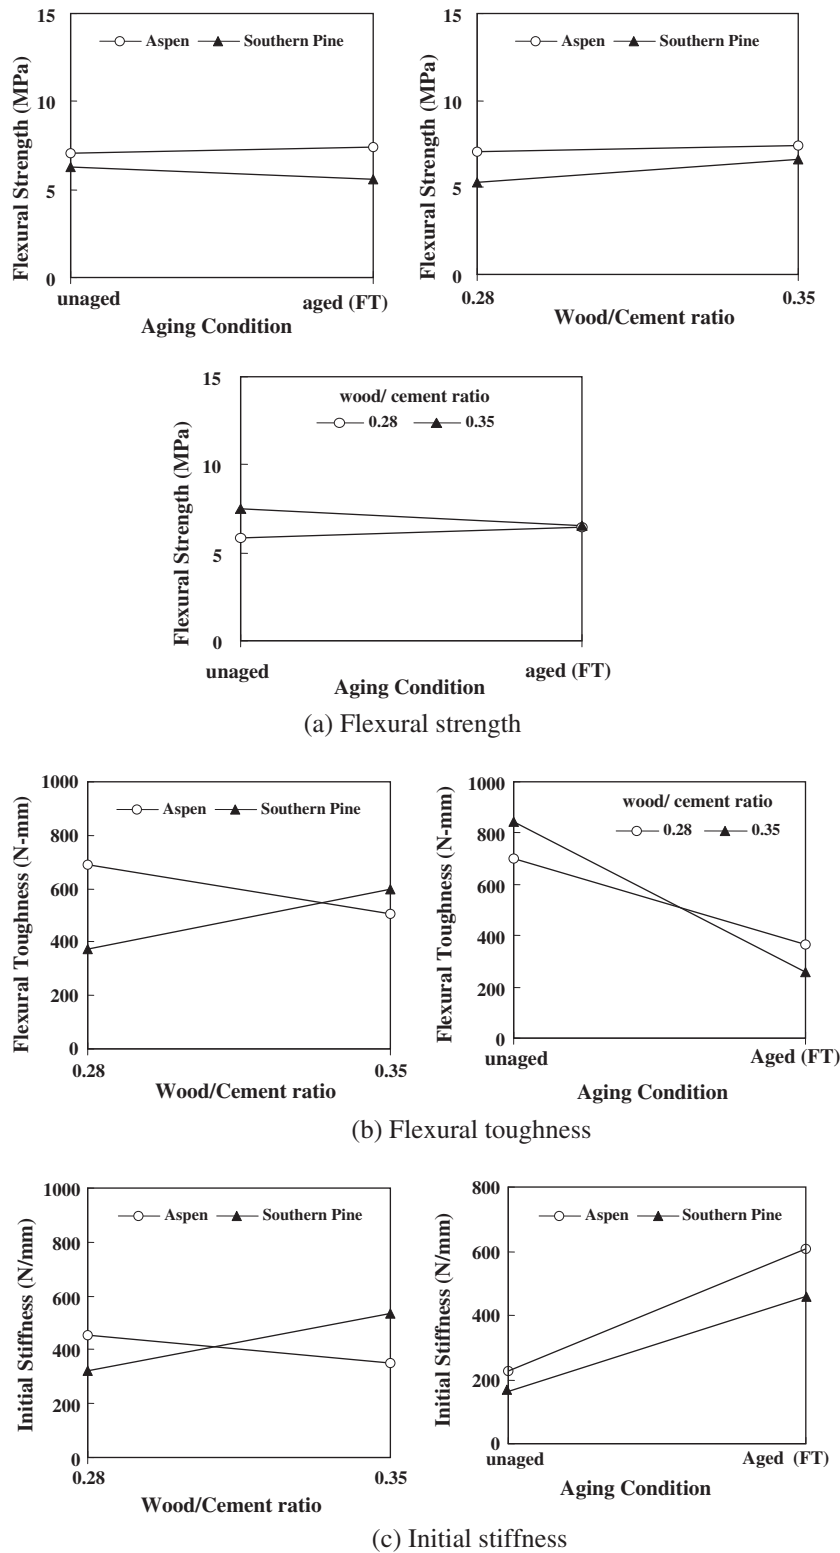 Flexural Strength (MPa)
15
10
5
0
Aspen Southern Pine
unaged aged (FT)
Aging Condition
Flexural Strength (MPa)
15
10
5
0
Aspen Southern Pine
0.28 0.35
Wood/Cement ratio
Flexural Strength (MPa)
15
10
5
0
wood/ cement ratio
0.28 0.35
unaged aged (FT)
Aging Condition
(a) Flexural strength
Flexural Toughness (N-mm)
1000
800
600
400
200
0
Aspen Southern Pine
0.28 0.35
Wood/Cement ratio
Flexural Toughness (N-mm)
1000
800
600
400
200
0
wood/ cement ratio
0.28 0.35
unaged Aged (FT)
Aging Condition
(b) Flexural toughness
Initial Stiffness (N/mm)
1000
800
600
400
200
0
Aspen Southern Pine
0.28 0.35
Wood/Cement ratio
Initial Stiffness (N/mm)
800
600
400
200
0
Aspen Southern Pine
unaged Aged (FT)
Aging Condition
(c) Initial stiffness